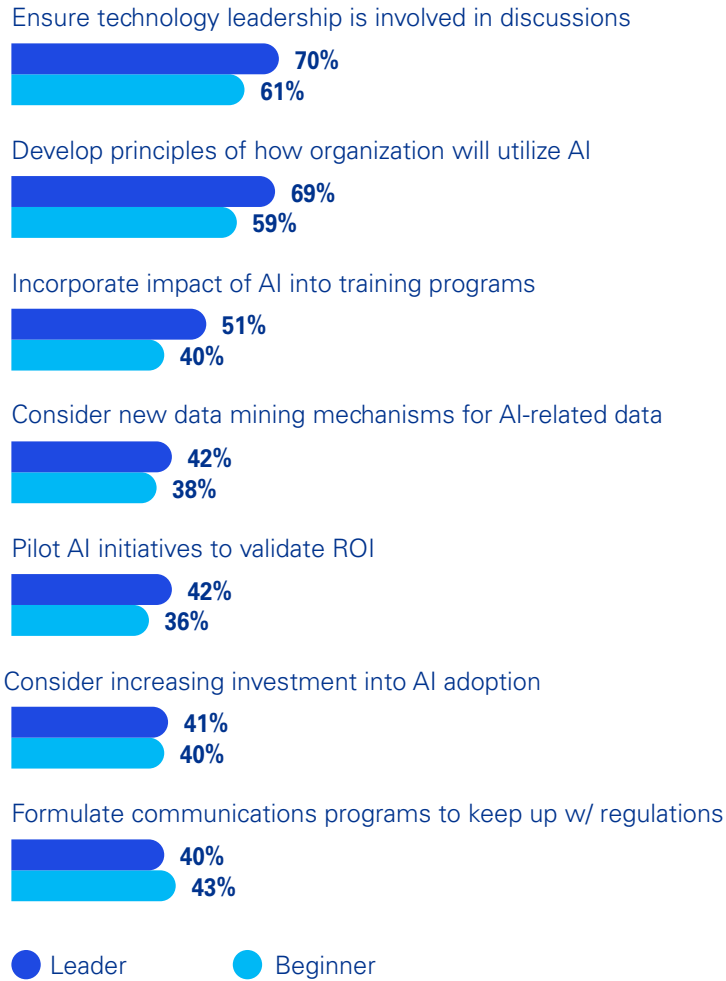 Ensure technology leadership is involved in discussions
70%
61%
Develop principles of how organization will utilize AI
69%
59%
Incorporate impact of AI into training programs
51%
40%
Consider new data mining mechanisms for AI-related data
42%
38%
Pilot AI initiatives to validate ROI
42%
36%
Consider increasing investment into AI adoption
41%
40%
Formulate communications programs to keep up w/ regulations
40%
43%
Leader Beginner